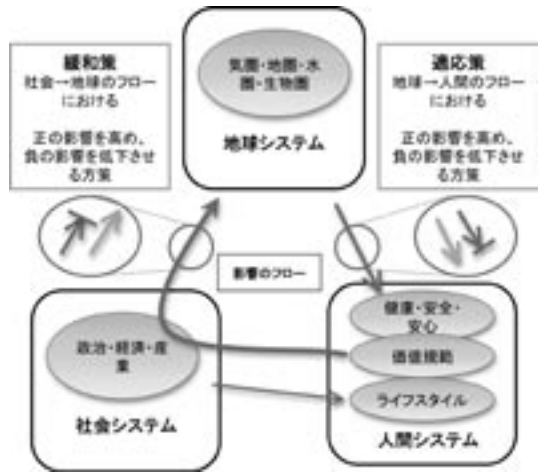 緩和策
社会→地球のフロー
における
正の影響を高め、
負の影響を低下させ
る方策
気圏・地圏・水
圏・生物圏
地球システム
適応策
地球→人間のフロー
における
正の影響を高め、
負の影響を低下させ
る方策
影響のフロー
政治・経済・産
業
社会システム
健康・安全・
安心
価値規範
ライフスタイル
人間システム